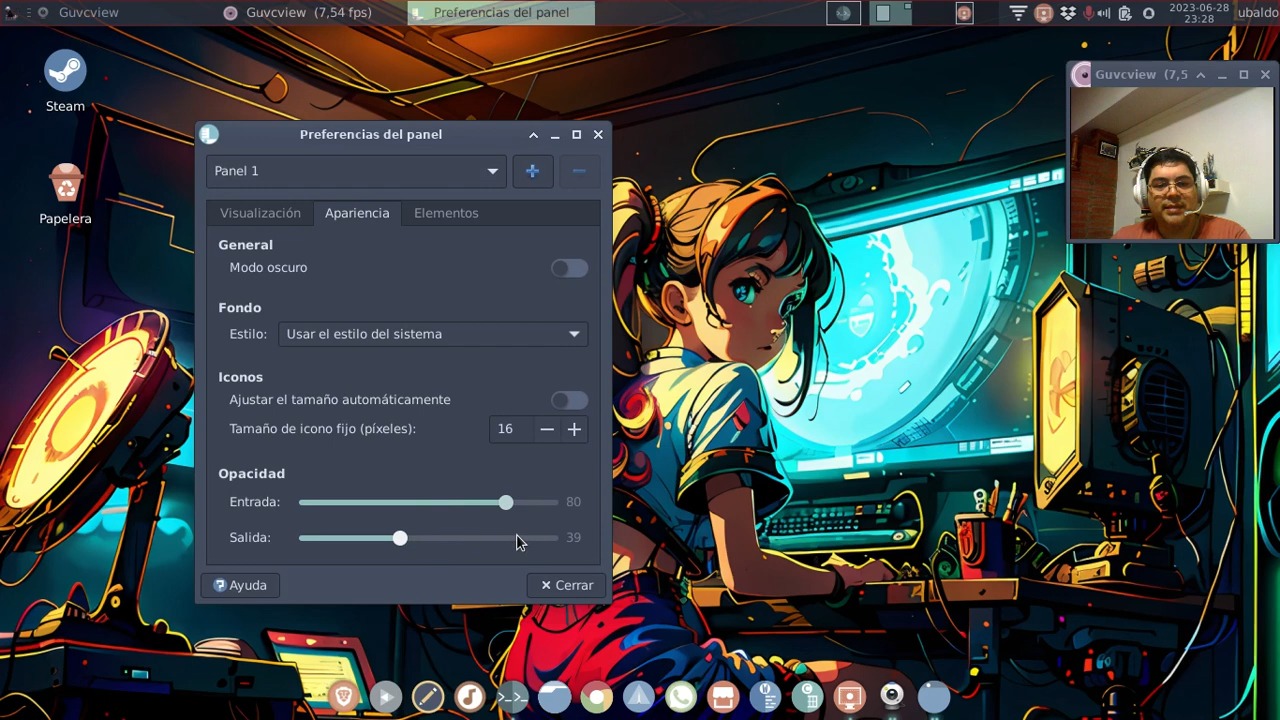 Guvcview
Guvcview (7,54 fps)
Preferencias del panel
2023-06-28
23:28
ubaldo
Steam
Papelera
Guvcview (7,5
Preferencias del panel
Panel 1
Visualización
Apariencia
Elementos
General
Modo oscuro
Fondo
Estilo:
Usar el estilo del sistema
Iconos
Ajustar el tamaño automáticamente
Tamaño de icono fijo (píxeles):
16
Opacidad
Entrada:
80
Salida:
39
Ayuda
Cerrar